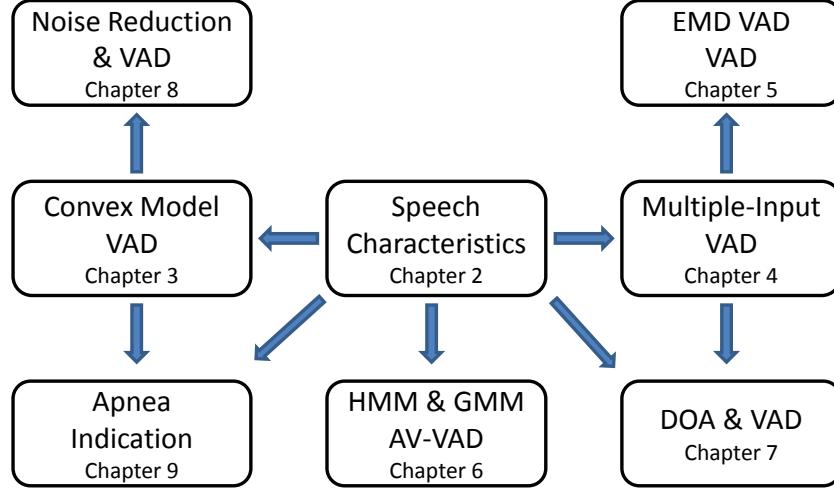 Noise Reduction
& VAD
Chapter 8
EMD VAD
VAD
Chapter 5
Convex Model
VAD
Chapter 3
Speech
Characteristics
Chapter 2
Multiple-Input
VAD
Chapter 4
Apnea
Indication
Chapter 9
HMM & GMM
AV-VAD
Chapter 6
DOA & VAD
Chapter 7